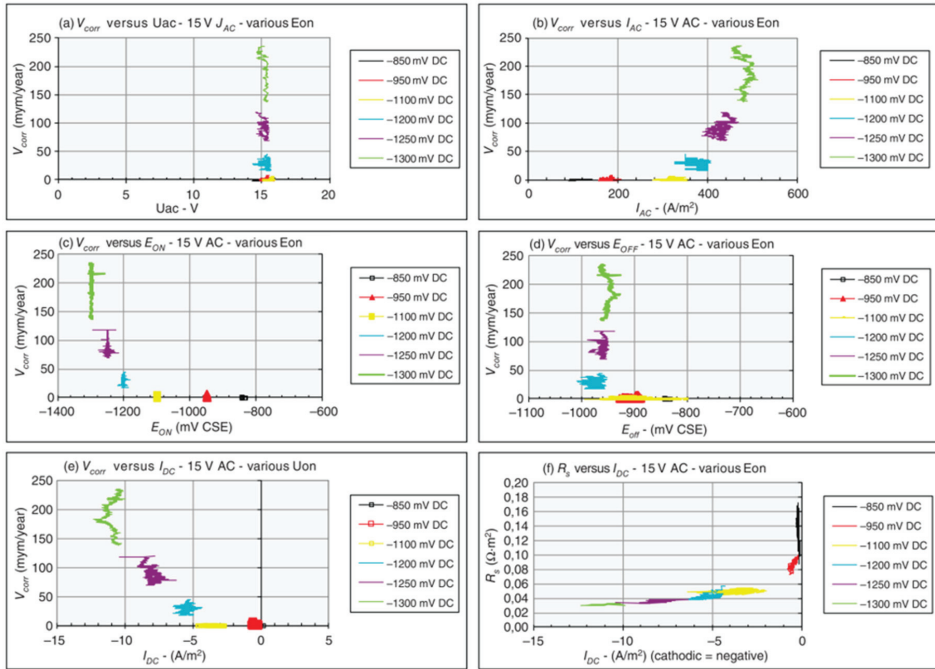 (a) Vcorr versus Uac - 15 V JAC - various Eon
250
200
150
100
50
0
0 5 10 15 20
Vcorr (mym/year)
Uac - V
–850 mV DC
–950 mV DC
–1100 mV DC
–1200 mV DC
–1250 mV DC
–1300 mV DC
(b) Vcorr versus IAC - 15 V AC - various Eon
250
200
150
100
50
0
0 200 400 600
Vcorr (mym/year)
IAC - (A/m²)
–850 mV DC
–950 mV DC
–1100 mV DC
–1200 mV DC
–1250 mV DC
–1300 mV DC
(c) Vcorr versus EON - 15 V AC - various Eon
250
200
150
100
50
0
–1400 –1200 –1000 –800 –600
Vcorr (mym/year)
EON (mV CSE)
–850 mV DC
–950 mV DC
–1100 mV DC
–1200 mV DC
–1250 mV DC
–1300 mV DC
(d) Vcorr versus EOFF - 15 V AC - various Eon
250
200
150
100
50
0
–1100 –1000 –900 –800 –700 –600
Vcorr (mym/year)
Eoff - (mV CSE)
–850 mV DC
–950 mV DC
–1100 mV DC
–1200 mV DC
–1250 mV DC
–1300 mV DC
(e) Vcorr versus IDC - 15 V AC - various Uon
250
200
150
100
50
0
–15 –10 –5 0 5
Vcorr (mym/year)
IDC - (A/m²)
–850 mV DC
–950 mV DC
–1100 mV DC
–1200 mV DC
–1250 mV DC
–1300 mV DC
(f) Rs versus IDC - 15 V AC - various Eon
0,20
0,18
0,16
0,14
0,12
0,10
0,08
0,06
0,04
0,02
0,00
–15 –10 –5 0
Rs (Ω·m²)
IDC - (A/m²) (cathodic = negative)
–850 mV DC
–950 mV DC
–1100 mV DC
–1200 mV DC
–1250 mV DC
–1300 mV DC